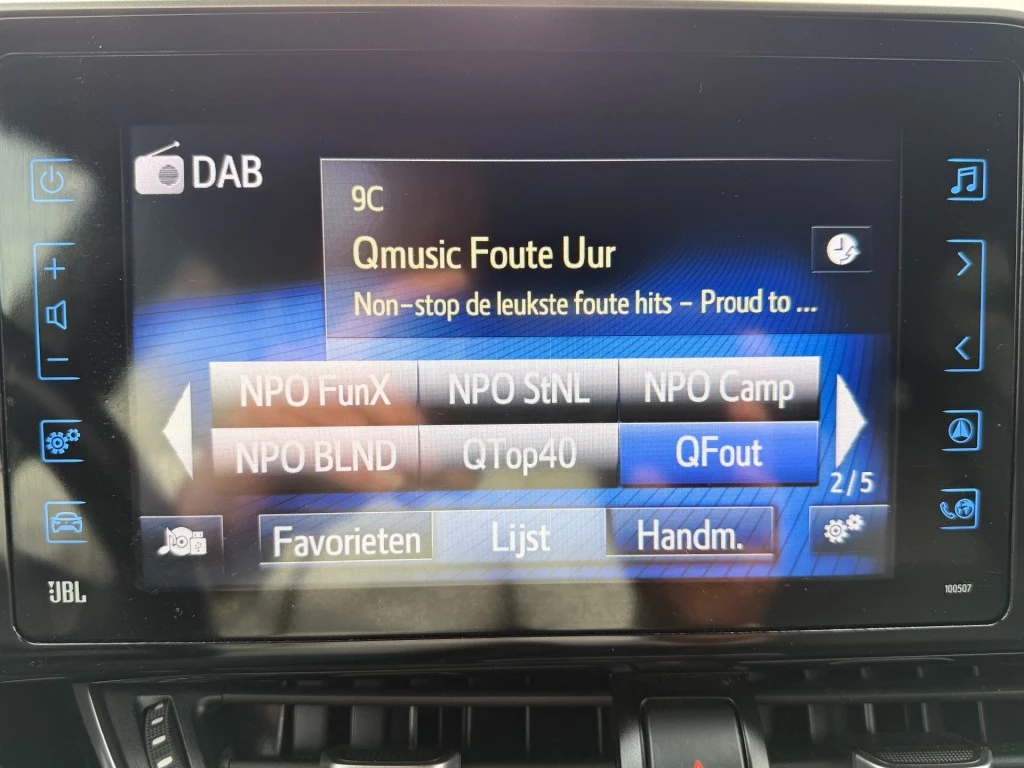 DAB
9C
Qmusic Foute Uur
Non-stop de leukste foute hits - Proud to ...
NPO FunX NPO StNL NPO Camp
NPO BLND QTop40 QFout
2/5
Favorieten Lijst Handm.
JBL
100507